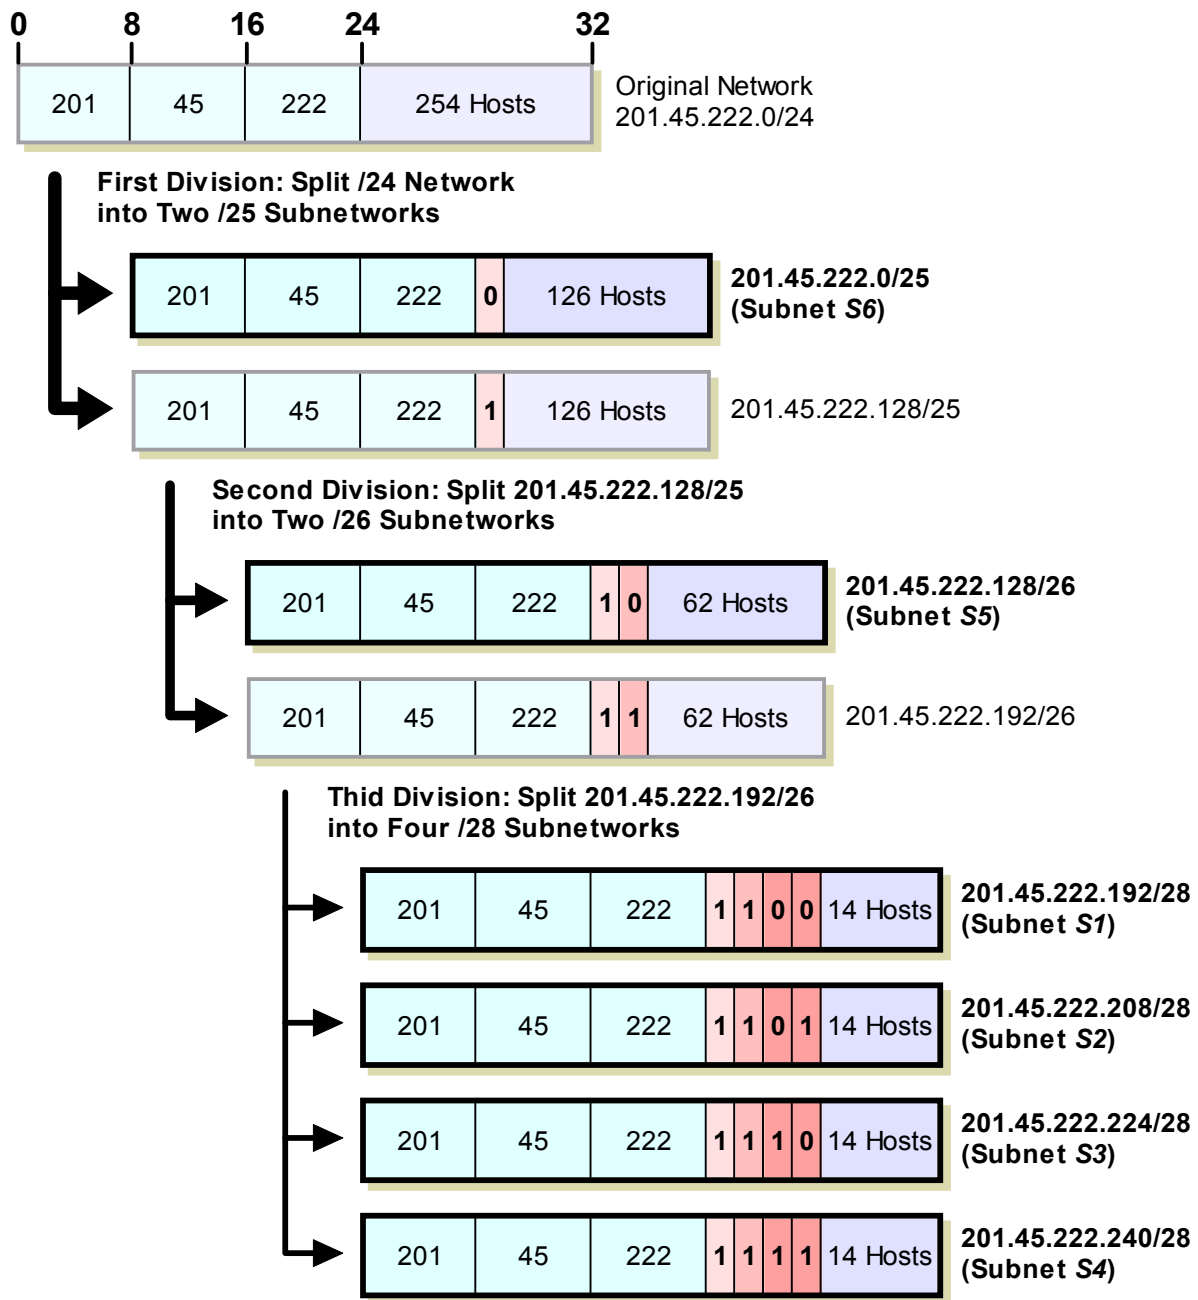 0 8 16 24 32
201 45 222 254 Hosts
Original Network
201.45.222.0/24
First Division: Split /24 Network
into Two /25 Subnetworks
201 45 222 0 126 Hosts
201.45.222.0/25
(Subnet S6)
201 45 222 1 126 Hosts
201.45.222.128/25
Second Division: Split 201.45.222.128/25
into Two /26 Subnetworks
201 45 222 1 0 62 Hosts
201.45.222.128/26
(Subnet S5)
201 45 222 1 1 62 Hosts
201.45.222.192/26
Thid Division: Split 201.45.222.192/26
into Four /28 Subnetworks
201 45 222 1 1 0 0 14 Hosts
201.45.222.192/28
(Subnet S1)
201 45 222 1 1 0 1 14 Hosts
201.45.222.208/28
(Subnet S2)
201 45 222 1 1 1 0 14 Hosts
201.45.222.224/28
(Subnet S3)
201 45 222 1 1 1 1 14 Hosts
201.45.222.240/28
(Subnet S4)